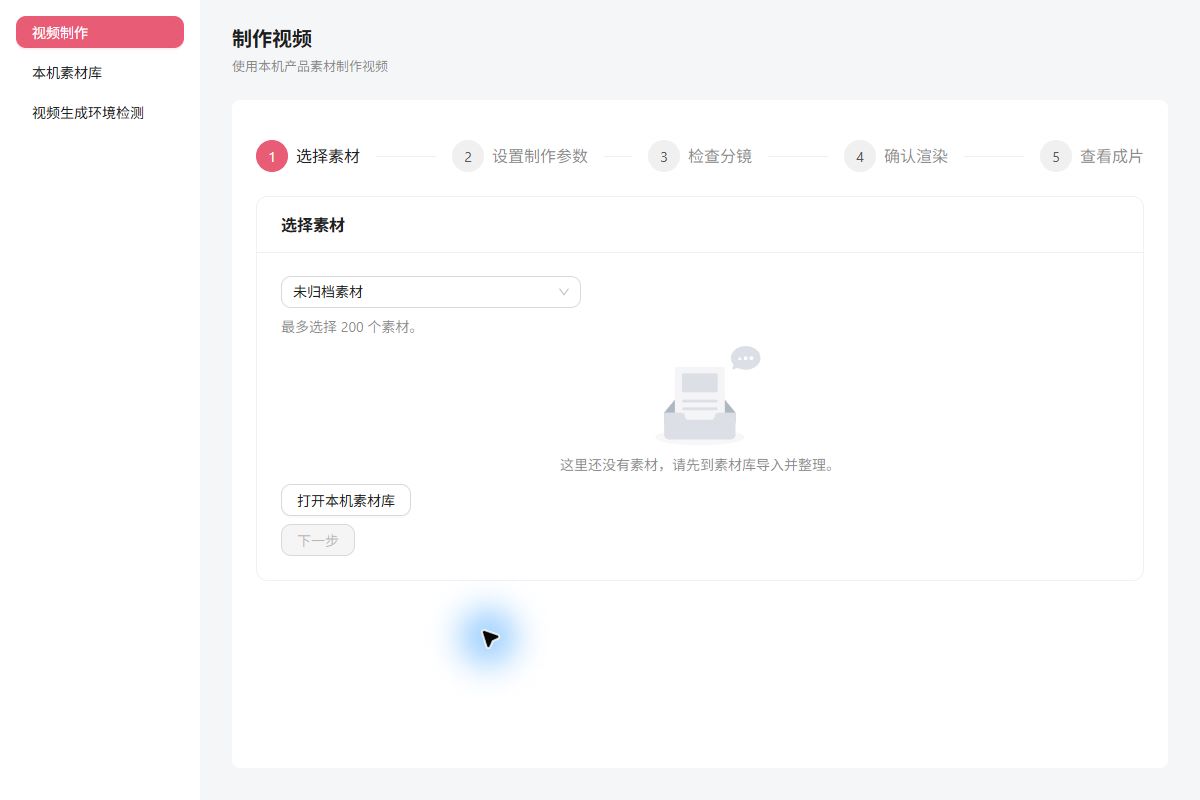 视频制作
本机素材库
视频生成环境检测
制作视频
使用本机产品素材制作视频
1 选择素材
2 设置制作参数
3 检查分镜
4 确认渲染
5 查看成片
选择素材
未归档素材
最多选择 200 个素材。
这里还没有素材，请先到素材库导入并整理。
打开本机素材库
下一步